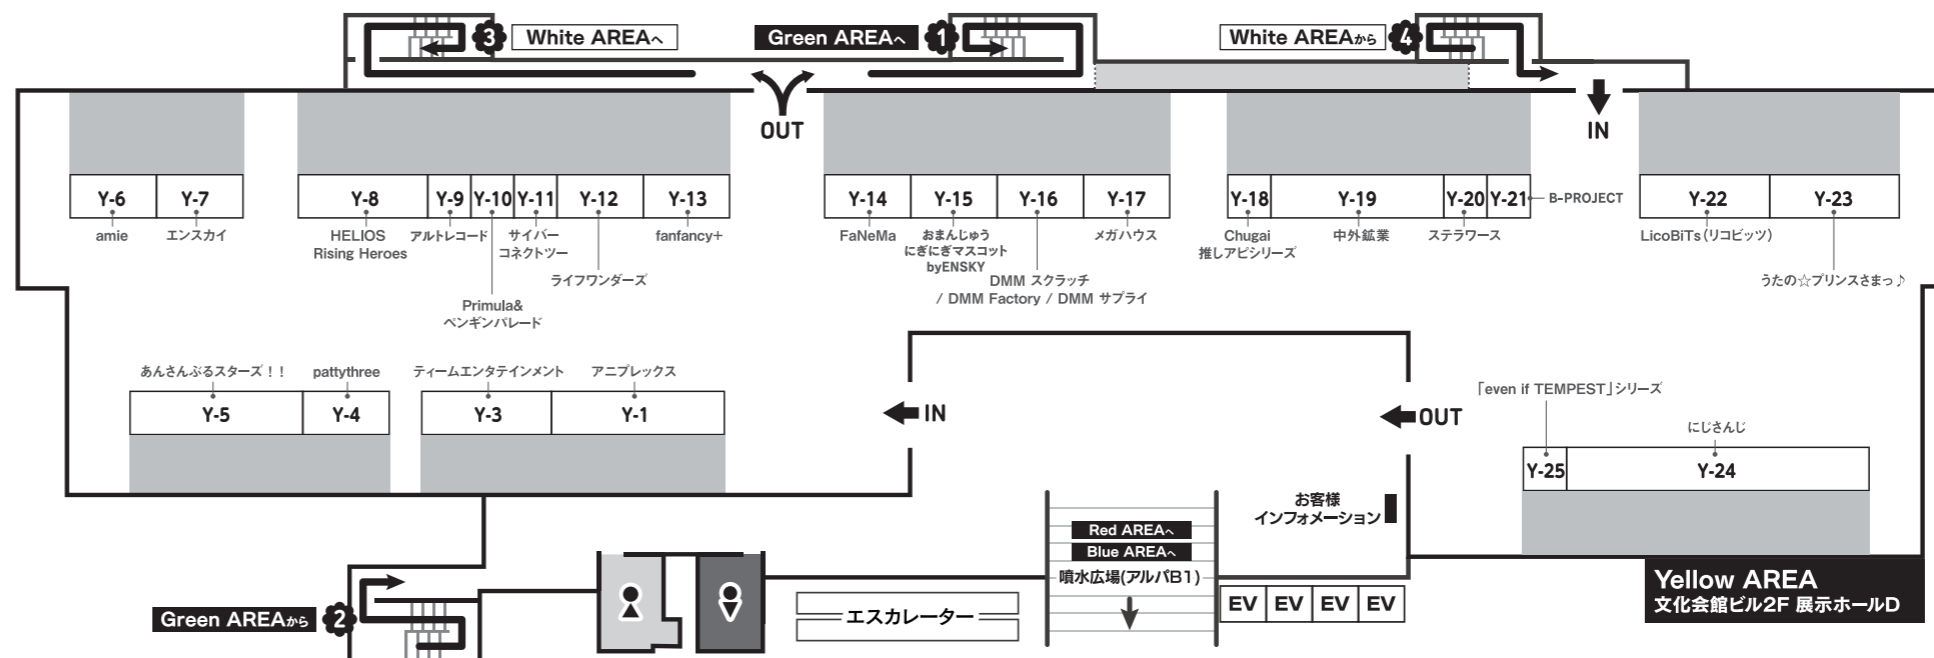 3 White AREAへ
Green AREAへ 1
White AREAから 4
OUT
IN
Y-6
Y-7
Y-8
Y-9
Y-10
Y-11
Y-12
Y-13
Y-14
Y-15
Y-16
Y-17
Y-18
Y-19
Y-20
Y-21
B-PROJECT
Y-22
Y-23
amie
エンスカイ
HELIOS
Rising Heroes
アルトレコード
サイバー
コネクトツー
fanfancy+
ライフワンダーズ
Primula&
ペンギンパレード
FaNeMa
おまんじゅう
にぎにぎマスコット
byENSKY
メガハウス
DMM スクラッチ
/ DMM Factory / DMM サプライ
Chugai
推しアピシリーズ
中外鉱業
ステラワース
LicoBiTs(リコビッツ)
うたの☆プリンスさまっ♪
あんさんぶるスターズ!!
pattythree
ティームエンタテインメント
アニプレックス
Y-5
Y-4
Y-3
Y-1
IN
OUT
「even if TEMPEST」シリーズ
にじさんじ
Y-25
Y-24
お客様
インフォメーション
Red AREAへ
Blue AREAへ
噴水広場(アルパB1)
EV
EV
EV
EV
エスカレーター
Green AREAから 2
Yellow AREA
文化会館ビル2F 展示ホールD